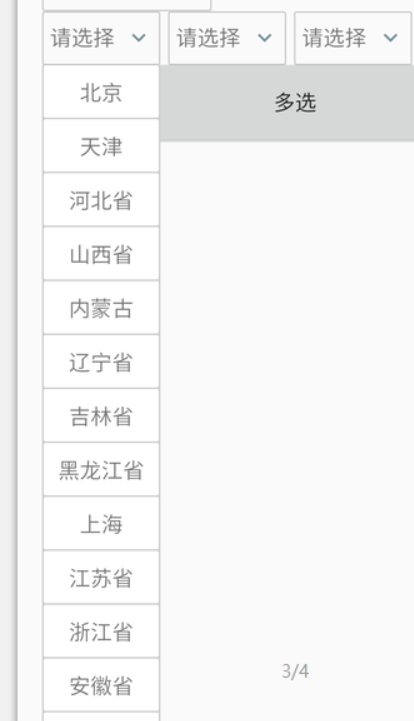 请选择 请选择 请选择
北京
多选
天津
河北省
山西省
内蒙古
辽宁省
吉林省
黑龙江省
上海
江苏省
浙江省
3/4
安徽省